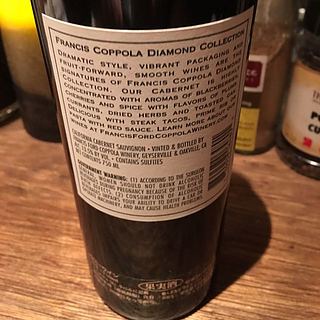 FRANCIS COPPOLA DIAMOND COLLECTION
DRAMATIC STYLE, VIBRANT PACKAGING AND
FRUIT-FORWARD, SMOOTH WINES ARE THE
SIGNATURES OF FRANCIS COPPOLA DIAMOND
COLLECTION. OUR CABERNET IS
CONCENTRATED WITH AROMAS OF BLACKBERRIES,
CHERRIES AND SPICE WITH FLAVORS OF PLUMS,
CURRANTS, DRIED HERBS AND TOASTED
DELICIOUS WITH STEAK TACOS, PRIME RIB OR
PASTA WITH RED SAUCE. LEARN MORE ABOUT
AT FRANCISFORDCOPPOLAWINERY.COM
CALIFORNIA CABERNET SAUVIGNON • VINTED & BOTTLED BY
FRANCIS FORD COPPOLA WINERY, GEYSERVILLE & OAKVILLE, CA
ALC. 13.5% BY VOL. • CONTAINS SULFITES
750 ML
GOVERNMENT WARNING: (1) ACCORDING TO THE SURGEON
GENERAL, WOMEN SHOULD NOT DRINK ALCOHOLIC
BEVERAGES DURING PREGNANCY BECAUSE OF THE RISK OF
BIRTH DEFECTS. (2) CONSUMPTION OF ALCOHOLIC
BEVERAGES IMPAIRS YOUR ABILITY TO DRIVE A CAR OR
OPERATE MACHINERY, AND MAY CAUSE HEALTH PROBLEMS.
果実酒